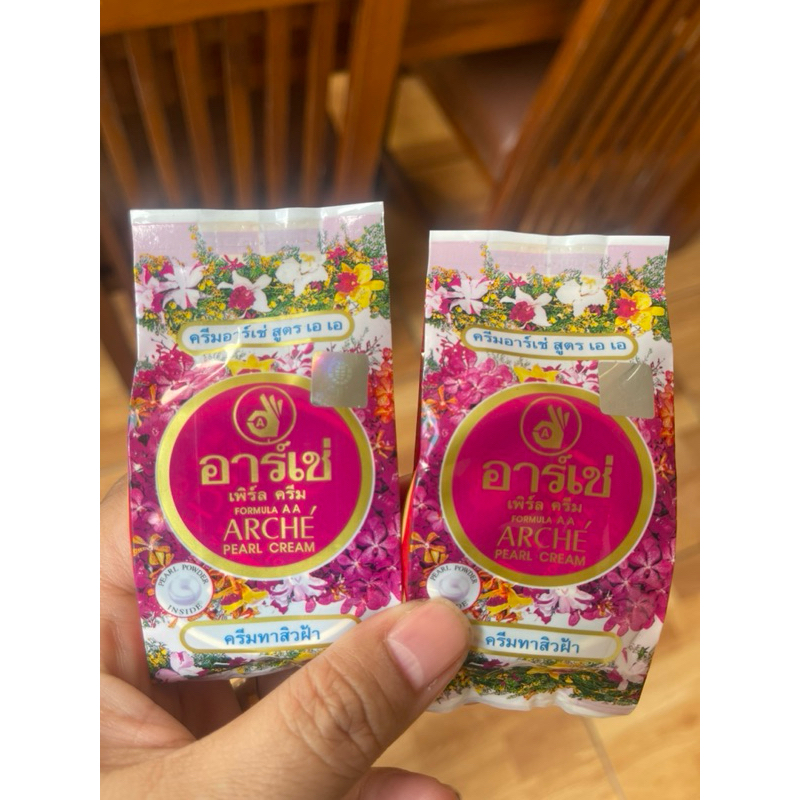 ครีมอาร์เช่ สูตร เอ เอ
A
อาร์เช่
เพิร์ล ครีม
FORMULA A.A
ARCHÉ
PEARL CREAM
PEARL POWDER
INSIDE
ครีมทาสิวฝ้า
ครีมอาร์เช่ สูตร เอ เอ
A
อาร์เช่
เพิร์ล ครีม
FORMULA A.A
ARCHÉ
PEARL CREAM
PEARL POWDER
ครีมทาสิวฝ้า